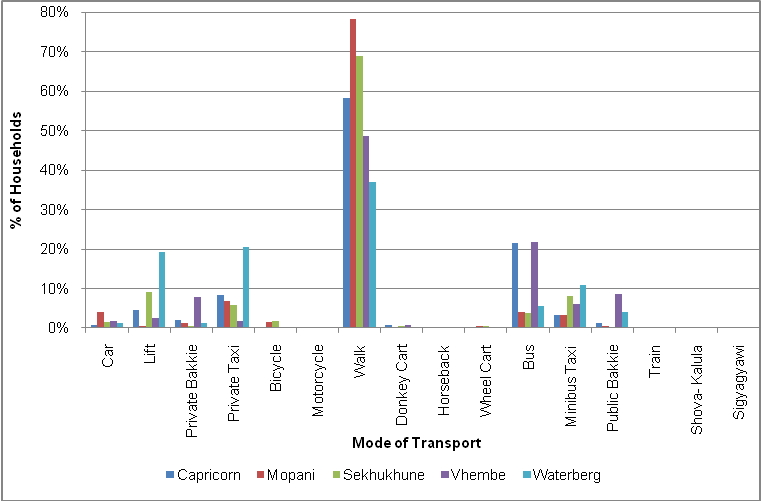 80%
70%
60%
50%
40%
30%
20%
10%
0%
% of Households
Car
Lift
Private Bakkie
Private Taxi
Bicycle
Motorcycle
Walk
Donkey Cart
Horseback
Wheel Cart
Bus
Minibus Taxi
Public Bakkie
Train
Shova- Kalula
Sigyagyawi
Mode of Transport
Capricorn Mopani Sekhukhune Vhembe Waterberg